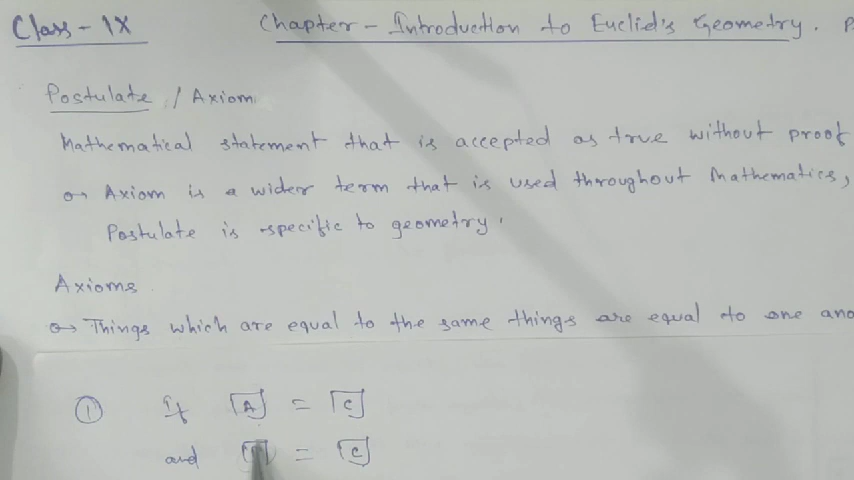 Class - IX Chapter - Introduction to Euclid's Geometry.
Postulate / Axiom
Mathematical statement that is accepted as true without proof
Axiom is a wider term that is used throughout Mathematics,
Postulate is specific to geometry.
Axioms
Things which are equal to the same things are equal to one
① If A = C
and = C